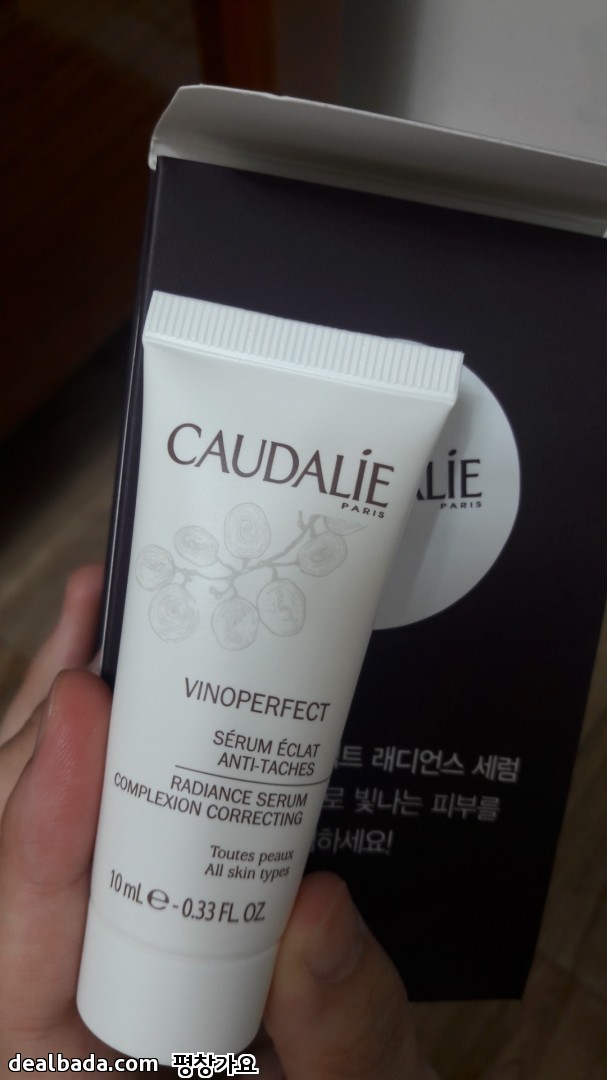 CAUDALIE
PARIS
VINOPERFECT
SÉRUM ÉCLAT
ANTI-TACHES
RADIANCE SERUM
COMPLEXION CORRECTING
Toutes peaux
All skin types
10 mL e - 0.33 FL. OZ.
LIE
PARIS
트 래디언스 세럼
로 빛나는 피부를
하세요!
dealbada.com 평창가요